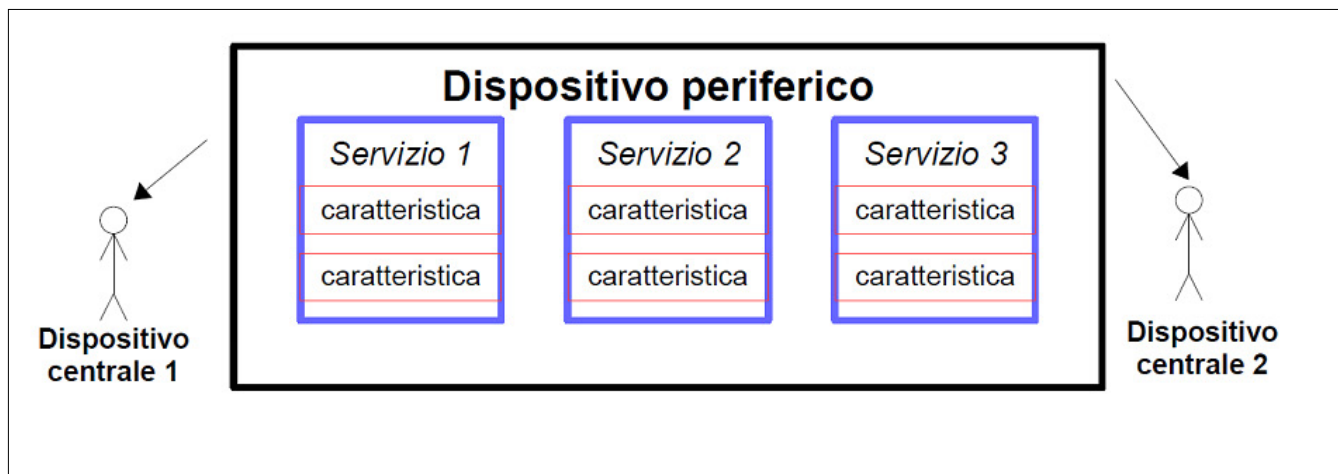 Dispositivo periferico
Servizio 1
caratteristica
caratteristica
Servizio 2
caratteristica
caratteristica
Servizio 3
caratteristica
caratteristica
Dispositivo
centrale 1
Dispositivo
centrale 2